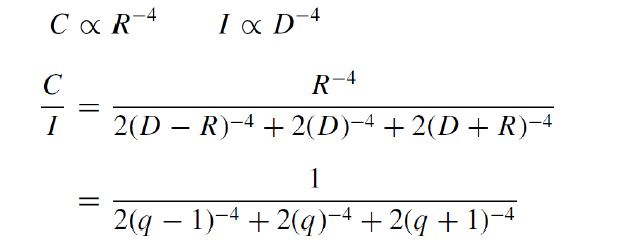 C ∝ R⁻⁴ I ∝ D⁻⁴
C/I = R⁻⁴ / 2(D − R)⁻⁴ + 2(D)⁻⁴ + 2(D + R)⁻⁴
= 1 / 2(q − 1)⁻⁴ + 2(q)⁻⁴ + 2(q + 1)⁻⁴